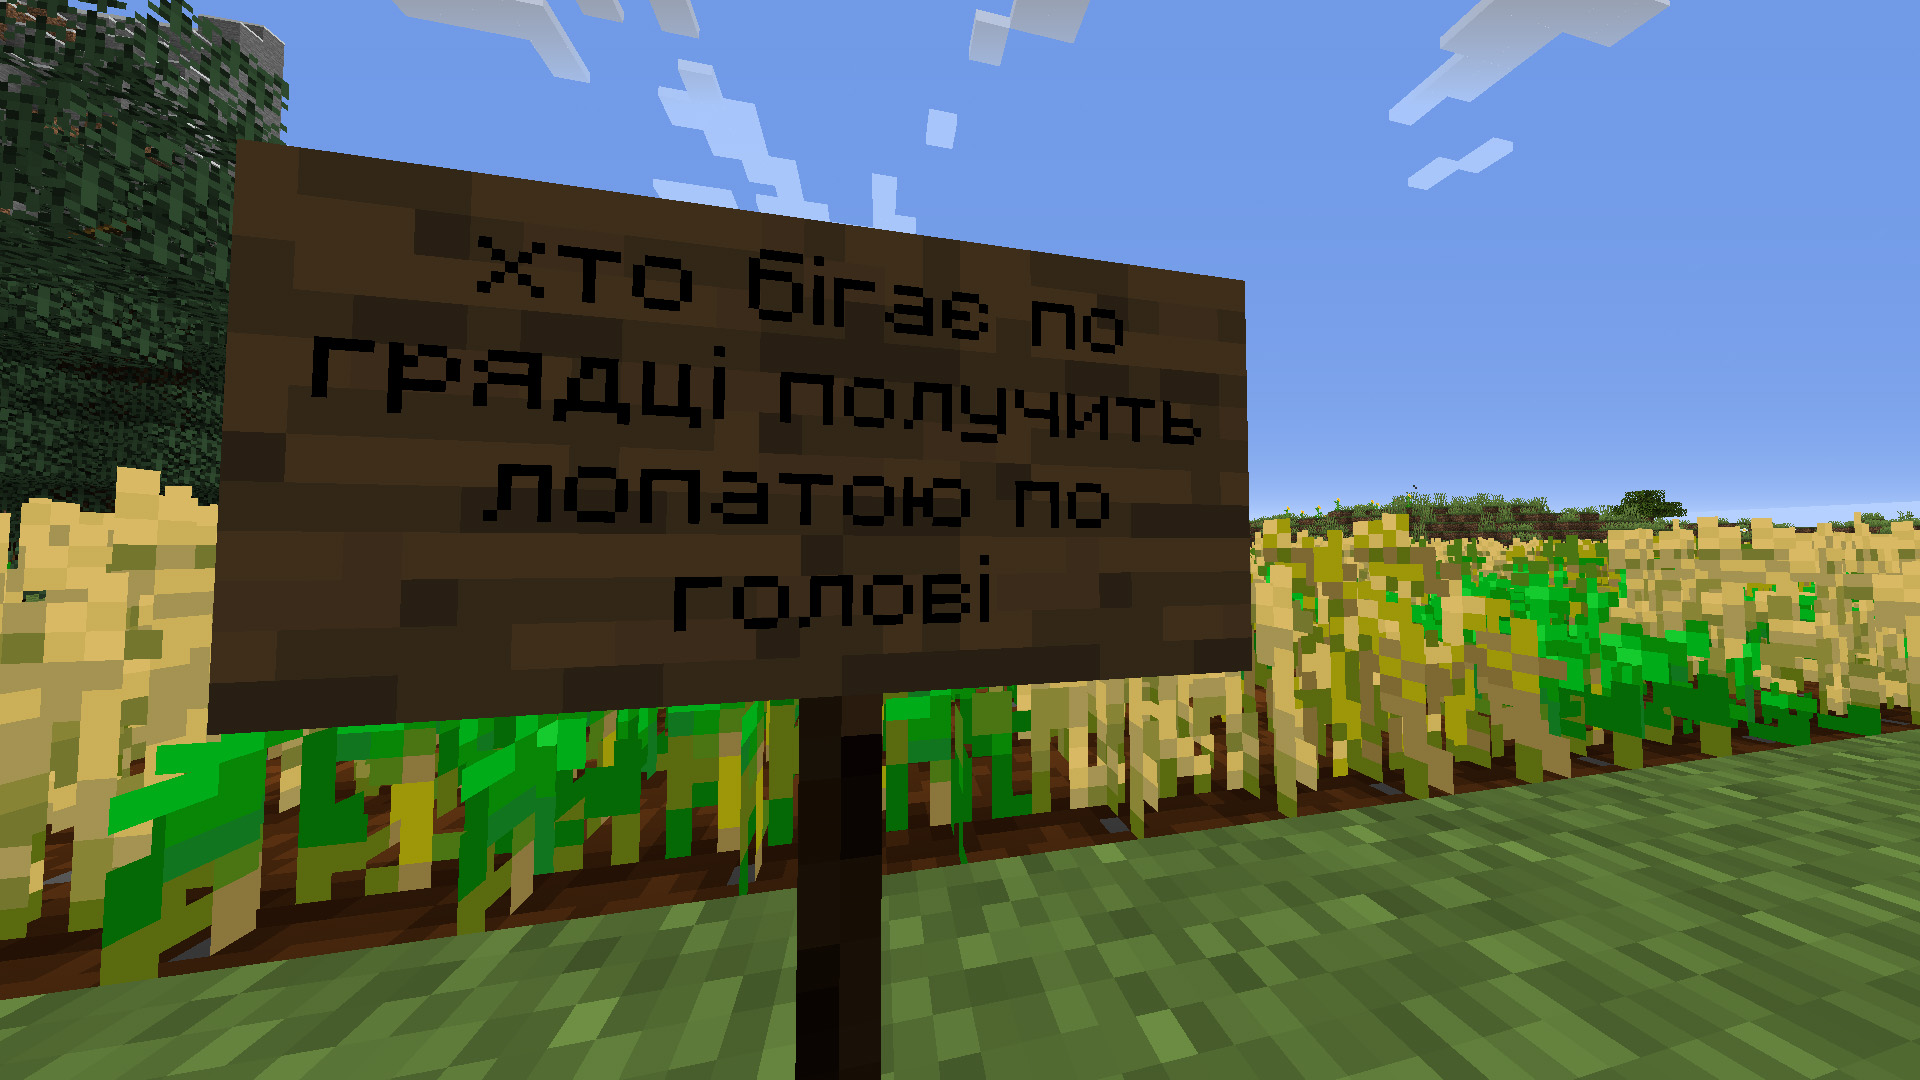 хто бігає по
грядці получить
лопатою по
голові